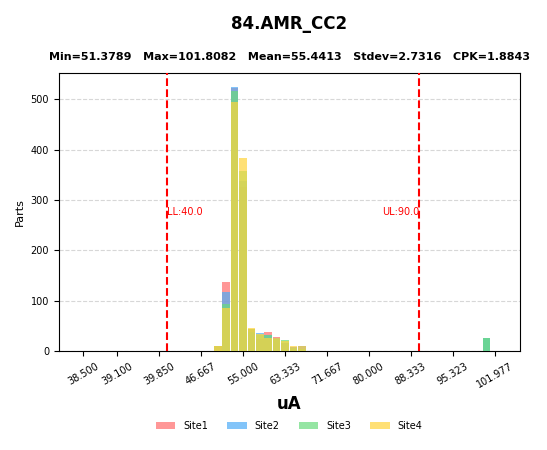 84.AMR_CC2
Min=51.3789 Max=101.8082 Mean=55.4413 Stdev=2.7316 CPK=1.8843
500
400
300
200
100
0
Parts
LL:40.0
UL:90.0
38.500 39.100 39.850 46.667 55.000 63.333 71.667 80.000 88.333 95.323 101.977
uA
Site1 Site2 Site3 Site4